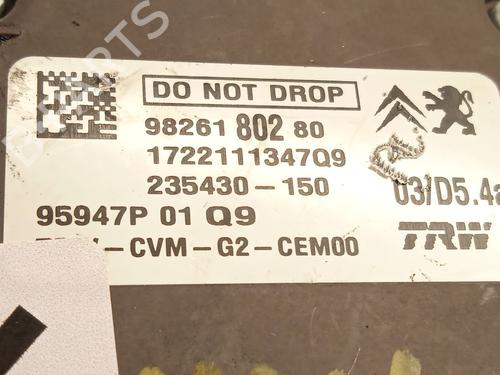 DO NOT DROP
98261 802 80
1722111347Q9
235430-150
03/D5.4a
95947P 01 Q9
-CVM-G2-CEM00
TRW